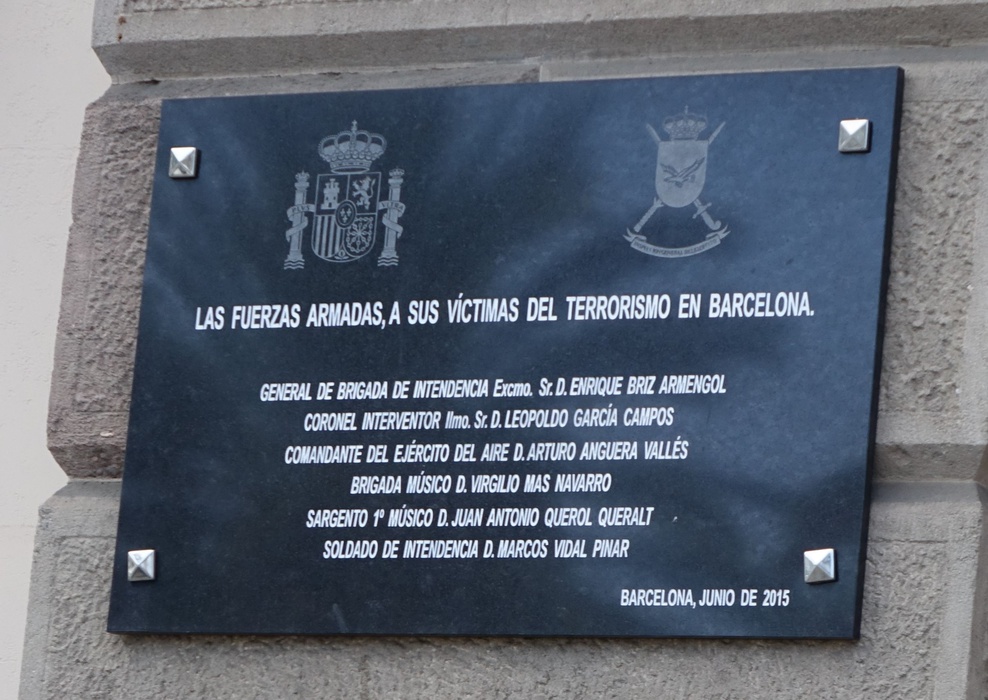 LAS FUERZAS ARMADAS, A SUS VÍCTIMAS DEL TERRORISMO EN BARCELONA.
GENERAL DE BRIGADA DE INTENDENCIA Excmo. Sr. D. ENRIQUE BRIZ ARMENGOL
CORONEL INTERVENTOR Ilmo. Sr. D. LEOPOLDO GARCÍA CAMPOS
COMANDANTE DEL EJÉRCITO DEL AIRE D. ARTURO ANGUERA VALLÉS
BRIGADA MÚSICO D. VIRGILIO MAS NAVARRO
SARGENTO 1º MÚSICO D. JUAN ANTONIO QUEROL QUERALT
SOLDADO DE INTENDENCIA D. MARCOS VIDAL PINAR
BARCELONA, JUNIO DE 2015